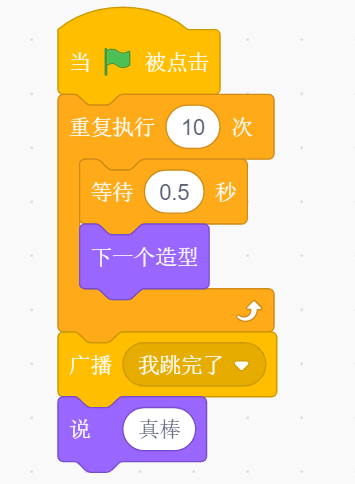 当 被点击
重复执行 10 次
等待 0.5 秒
下一个造型
广播 我跳完了
说 真棒